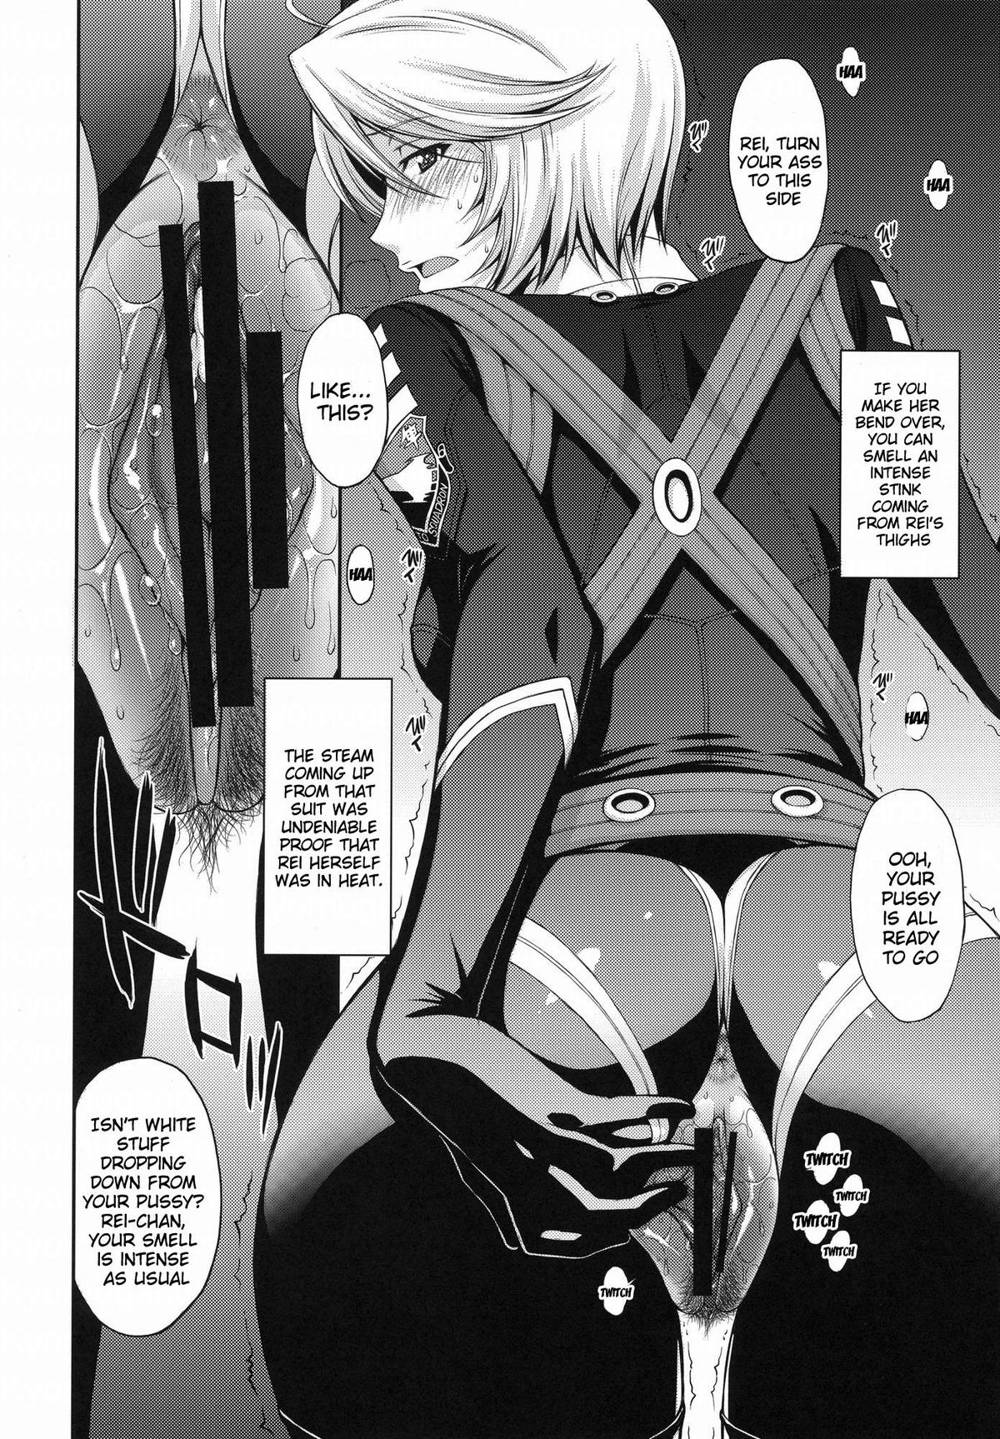 REI, TURN
YOUR ASS
TO THIS
SIDE
HAA
HAA
IF YOU
MAKE HER
BEND OVER,
YOU CAN
SMELL AN
INTENSE
STINK
COMING
FROM REI'S
THIGHS
LIKE...
THIS?
SQUADRON
HAA
HAA
THE STEAM
COMING UP
FROM THAT
SUIT WAS
UNDENIABLE
PROOF THAT
REI HERSELF
WAS IN HEAT.
OOH,
YOUR
PUSSY
IS ALL
READY
TO GO
メロ
ISN'T WHITE
STUFF
DROPPING
DOWN FROM
YOUR PUSSY?
REI-CHAN,
YOUR SMELL
IS INTENSE
AS USUAL
TWITCH
TWITCH
TWITCH
TWITCH
TWITCH